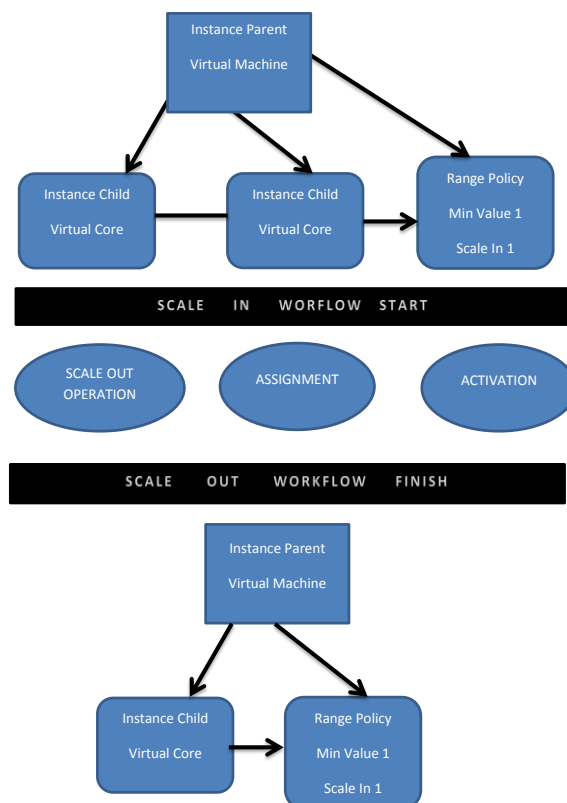 Instance Parent
Virtual Machine
Instance Child
Virtual Core
Instance Child
Virtual Core
Range Policy
Min Value 1
Scale In 1
SCALE IN WORFLOW START
SCALE OUT
OPERATION
ASSIGNMENT
ACTIVATION
SCALE OUT WORKFLOW FINISH
Instance Parent
Virtual Machine
Instance Child
Virtual Core
Range Policy
Min Value 1
Scale In 1